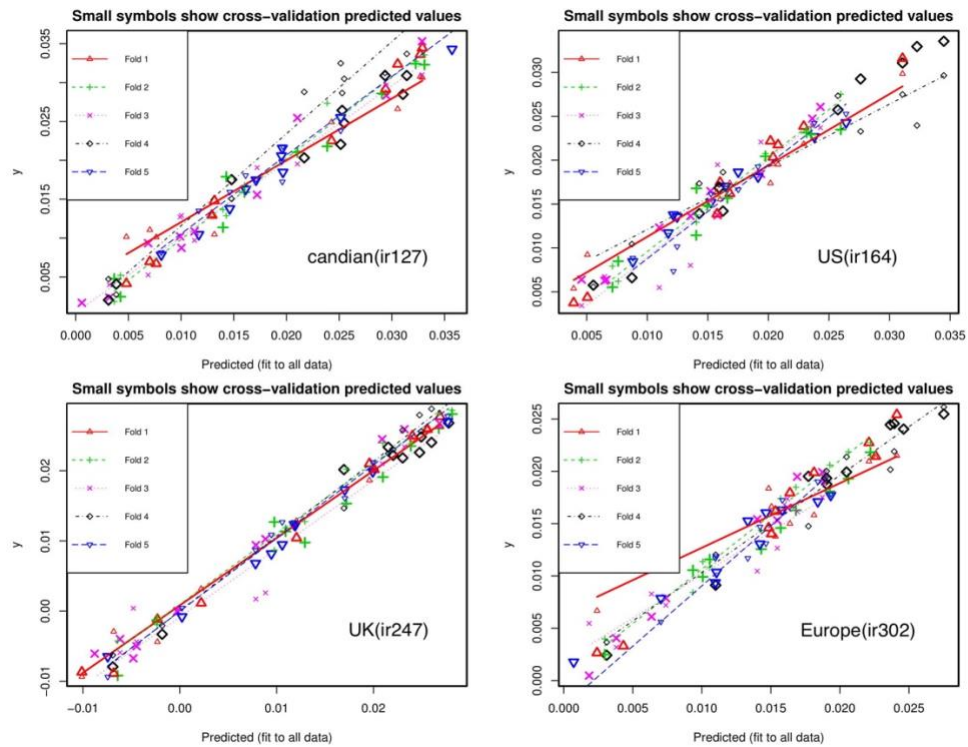 Small symbols show cross−validation predicted values
y
0.005 0.015 0.025 0.035
Fold 1
Fold 2
Fold 3
Fold 4
Fold 5
candian(ir127)
0.000 0.005 0.010 0.015 0.020 0.025 0.030 0.035
Predicted (fit to all data)
Small symbols show cross−validation predicted values
y
0.005 0.010 0.015 0.020 0.025 0.030
Fold 1
Fold 2
Fold 3
Fold 4
Fold 5
US(ir164)
0.005 0.010 0.015 0.020 0.025 0.030 0.035
Predicted (fit to all data)
Small symbols show cross−validation predicted values
y
−0.01 0.00 0.01 0.02
Fold 1
Fold 2
Fold 3
Fold 4
Fold 5
UK(ir247)
−0.01 0.00 0.01 0.02
Predicted (fit to all data)
Small symbols show cross−validation predicted values
y
0.000 0.005 0.010 0.015 0.020 0.025
Fold 1
Fold 2
Fold 3
Fold 4
Fold 5
Europe(ir302)
0.000 0.005 0.010 0.015 0.020 0.025
Predicted (fit to all data)